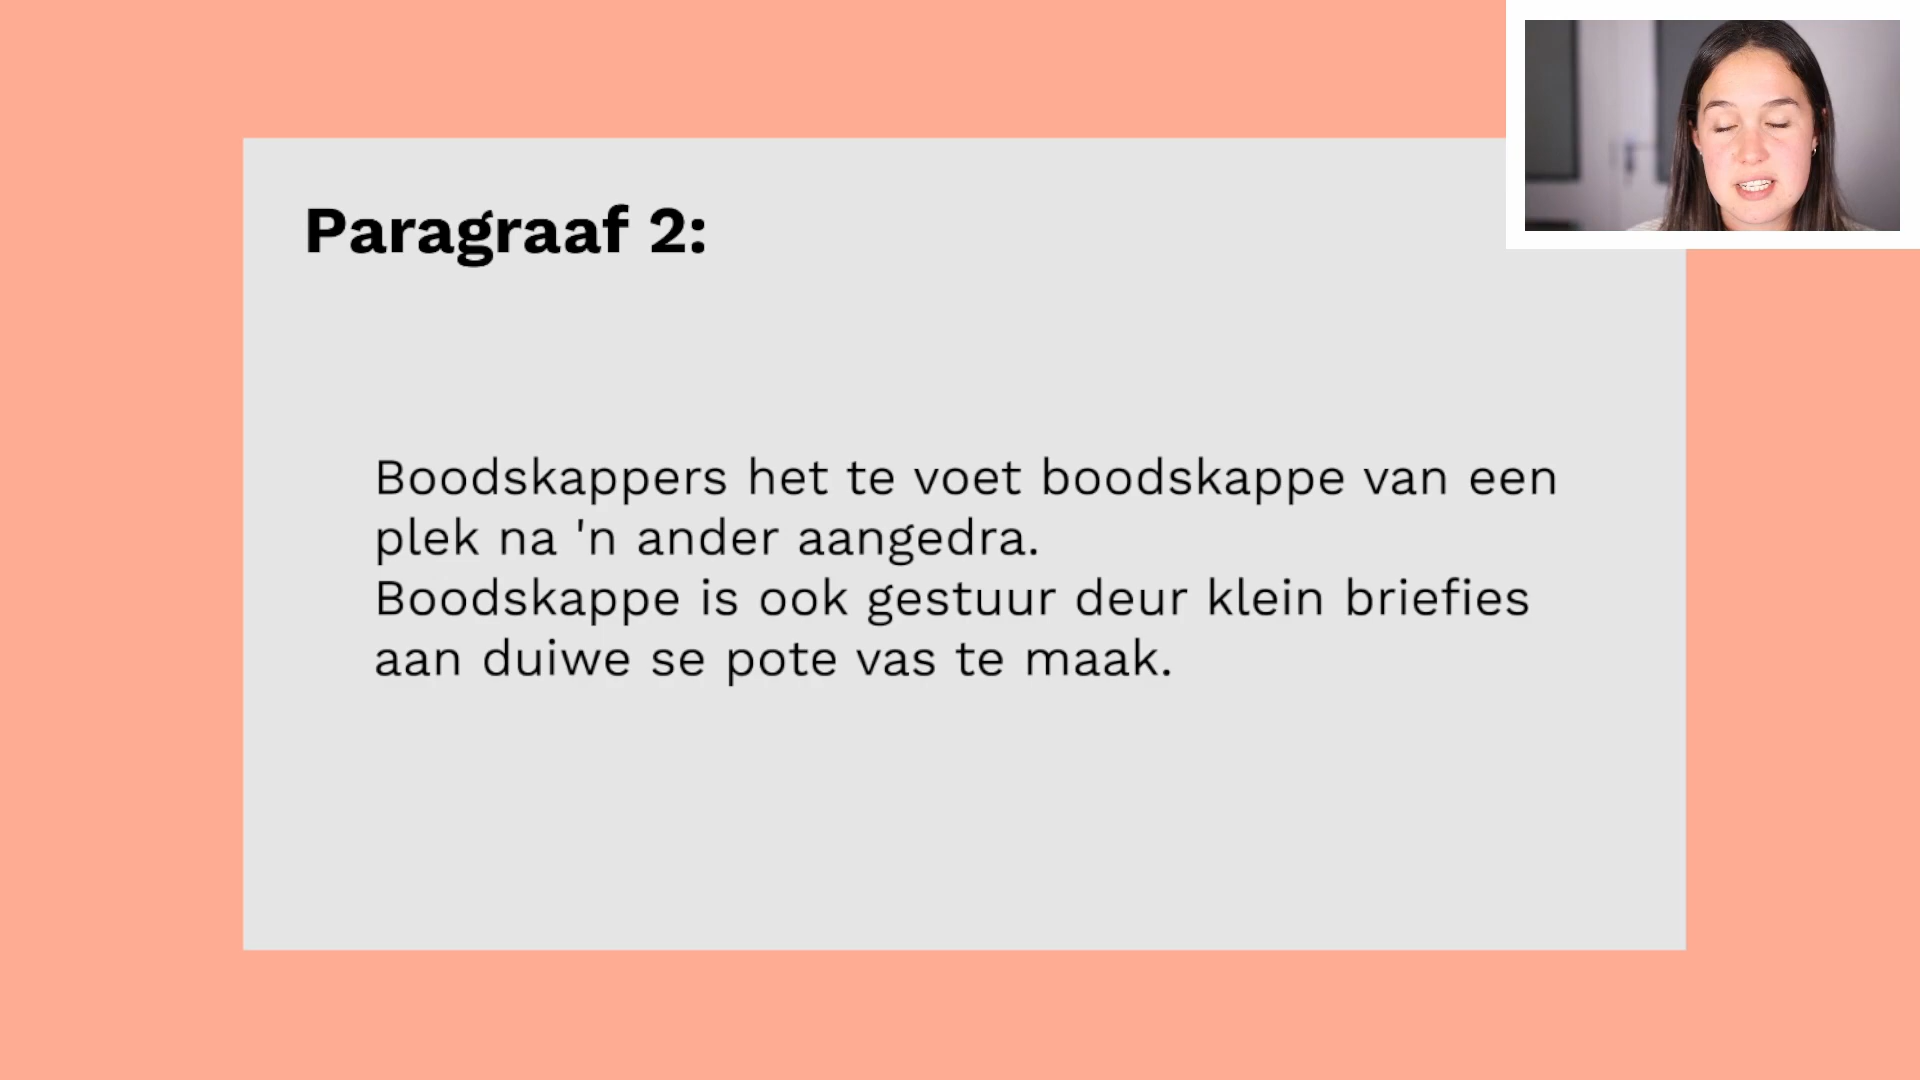 Paragraaf 2:
Boodskappers het te voet boodskappe van een
plek na 'n ander aangedra.
Boodskappe is ook gestuur deur klein briefies
aan duiwe se pote vas te maak.